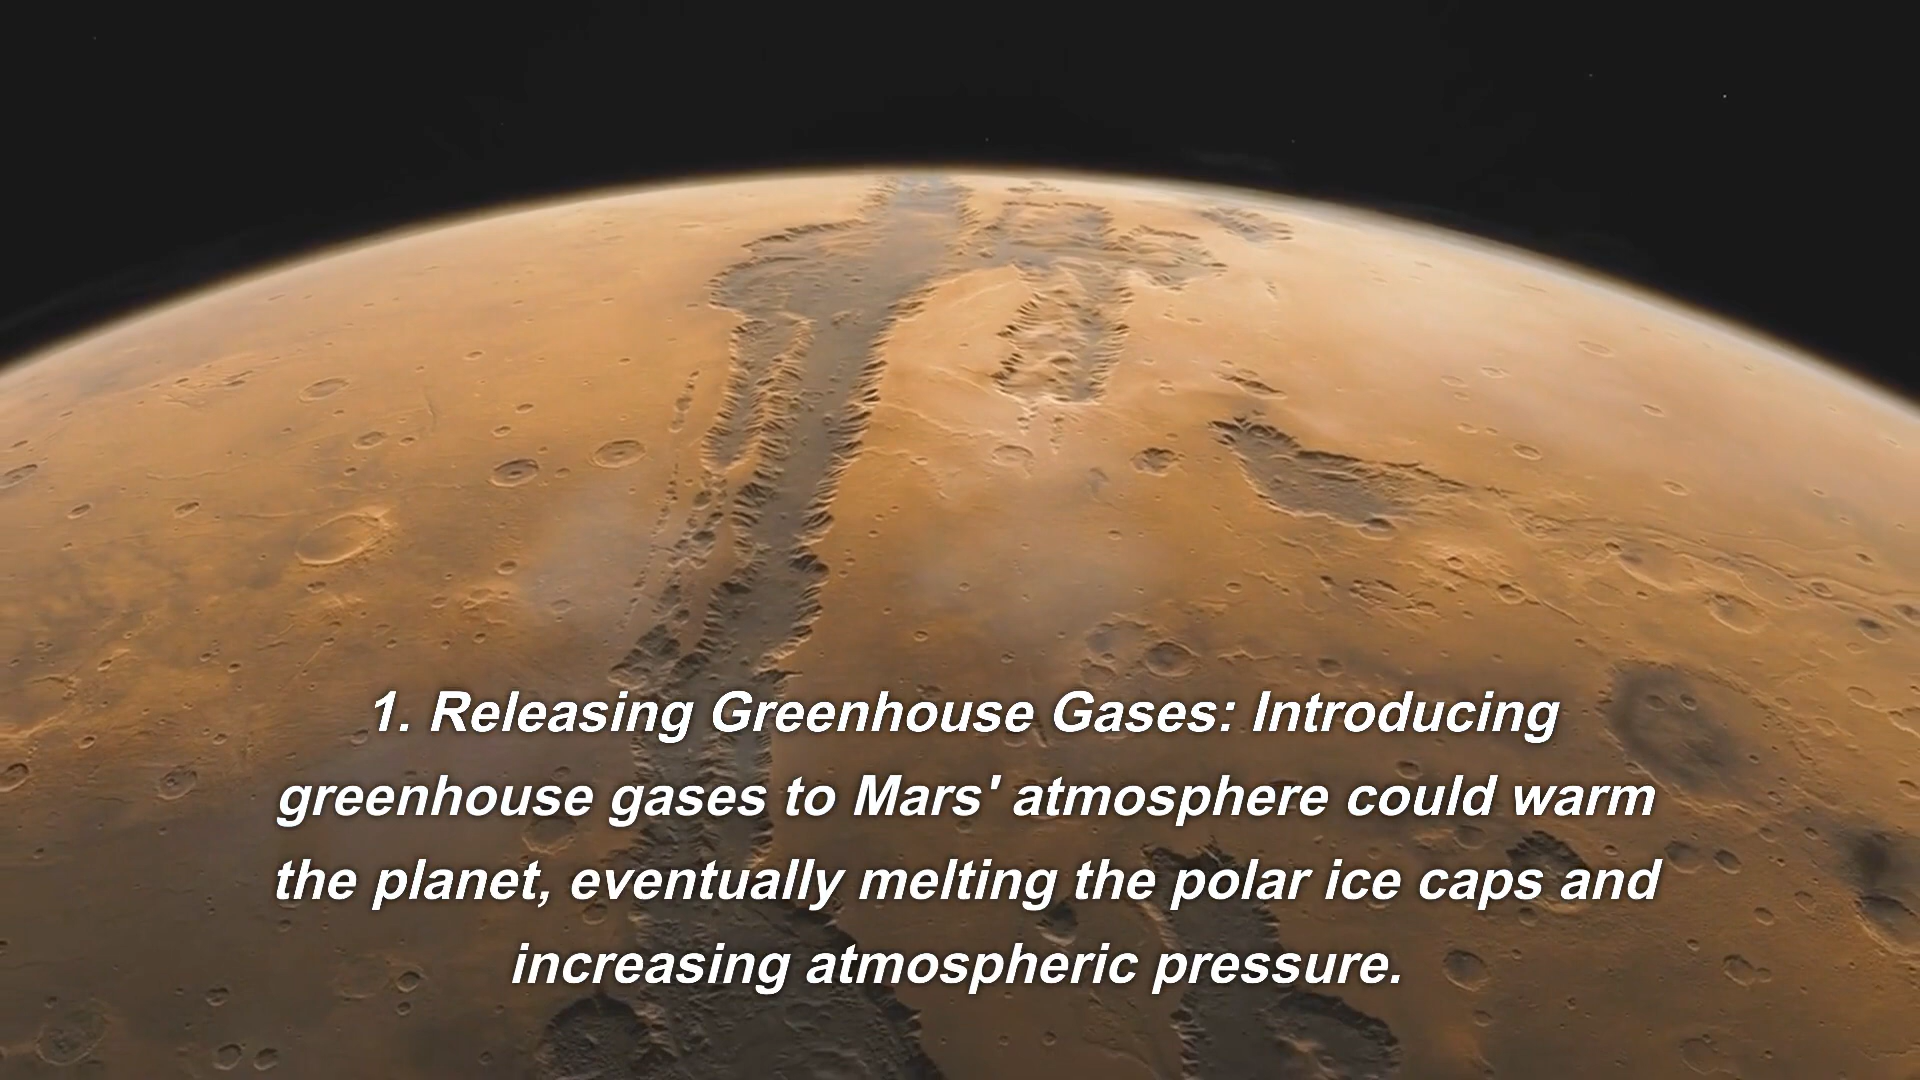 1. Releasing Greenhouse Gases: Introducing
greenhouse gases to Mars' atmosphere could warm
the planet, eventually melting the polar ice caps and
increasing atmospheric pressure.